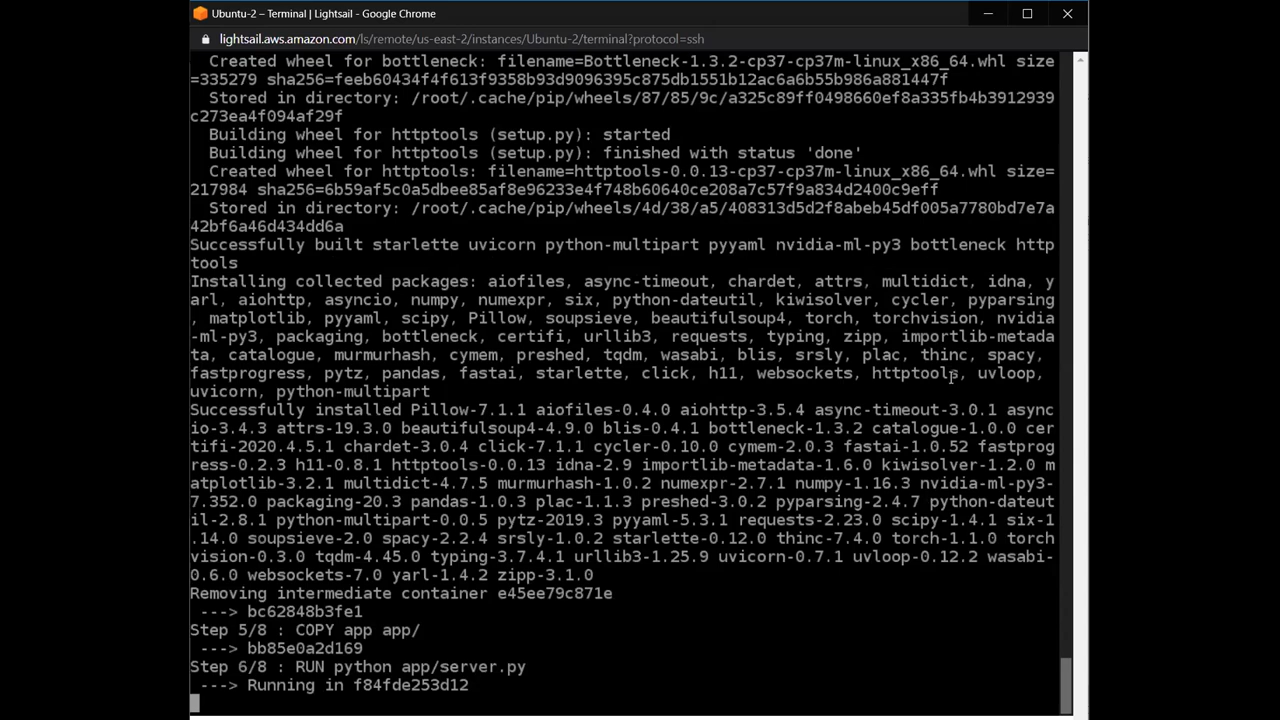 Ubuntu-2 – Terminal | Lightsail - Google Chrome
lightsail.aws.amazon.com/ls/remote/us-east-2/instances/Ubuntu-2/terminal?protocol=ssh
Created wheel for bottleneck: filename=Bottleneck-1.3.2-cp37-cp37m-linux_x86_64.whl size
=335279 sha256=feeb60434f4f613f9358b93d9096395c875db1551b12ac6a6b55b986a881447f
Stored in directory: /root/.cache/pip/wheels/87/85/9c/a325c89ff0498660ef8a335fb4b3912939
c273ea4f094af29f
Building wheel for httptools (setup.py): started
Building wheel for httptools (setup.py): finished with status 'done'
Created wheel for httptools: filename=httptools-0.0.13-cp37-cp37m-linux_x86_64.whl size=
217984 sha256=6b59af5c0a5dbee85af8e96233e4f748b60640ce208a7c57f9a834d2400c9eff
Stored in directory: /root/.cache/pip/wheels/4d/38/a5/408313d5d2f8abeb45df005a7780bd7e7a
42bf6a46d434dd6a
Successfully built starlette uvicorn python-multipart pyyaml nvidia-ml-py3 bottleneck http
tools
Installing collected packages: aiofiles, async-timeout, chardet, attrs, multidict, idna, y
arl, aiohttp, asyncio, numpy, numexpr, six, python-dateutil, kiwisolver, cycler, pyparsing
, matplotlib, pyyaml, scipy, Pillow, soupsieve, beautifulsoup4, torch, torchvision, nvidia
-ml-py3, packaging, bottleneck, certifi, urllib3, requests, typing, zipp, importlib-metada
ta, catalogue, murmurhash, cymem, preshed, tqdm, wasabi, blis, srsly, plac, thinc, spacy,
fastprogress, pytz, pandas, fastai, starlette, click, h11, websockets, httptools, uvloop,
uvicorn, python-multipart
Successfully installed Pillow-7.1.1 aiofiles-0.4.0 aiohttp-3.5.4 async-timeout-3.0.1 async
io-3.4.3 attrs-19.3.0 beautifulsoup4-4.9.0 blis-0.4.1 bottleneck-1.3.2 catalogue-1.0.0 cer
tifi-2020.4.5.1 chardet-3.0.4 click-7.1.1 cycler-0.10.0 cymem-2.0.3 fastai-1.0.52 fastprog
ress-0.2.3 h11-0.8.1 httptools-0.0.13 idna-2.9 importlib-metadata-1.6.0 kiwisolver-1.2.0 m
atplotlib-3.2.1 multidict-4.7.5 murmurhash-1.0.2 numexpr-2.7.1 numpy-1.16.3 nvidia-ml-py3-
7.352.0 packaging-20.3 pandas-1.0.3 plac-1.1.3 preshed-3.0.2 pyparsing-2.4.7 python-dateut
il-2.8.1 python-multipart-0.0.5 pytz-2019.3 pyyaml-5.3.1 requests-2.23.0 scipy-1.4.1 six-1
.14.0 soupsieve-2.0 spacy-2.2.4 srsly-1.0.2 starlette-0.12.0 thinc-7.4.0 torch-1.1.0 torch
vision-0.3.0 tqdm-4.45.0 typing-3.7.4.1 urllib3-1.25.9 uvicorn-0.7.1 uvloop-0.12.2 wasabi-
0.6.0 websockets-7.0 yarl-1.4.2 zipp-3.1.0
Removing intermediate container e45ee79c871e
---> bc62848b3fe1
Step 5/8 : COPY app app/
---> bb85e0a2d169
Step 6/8 : RUN python app/server.py
---> Running in f84fde253d12